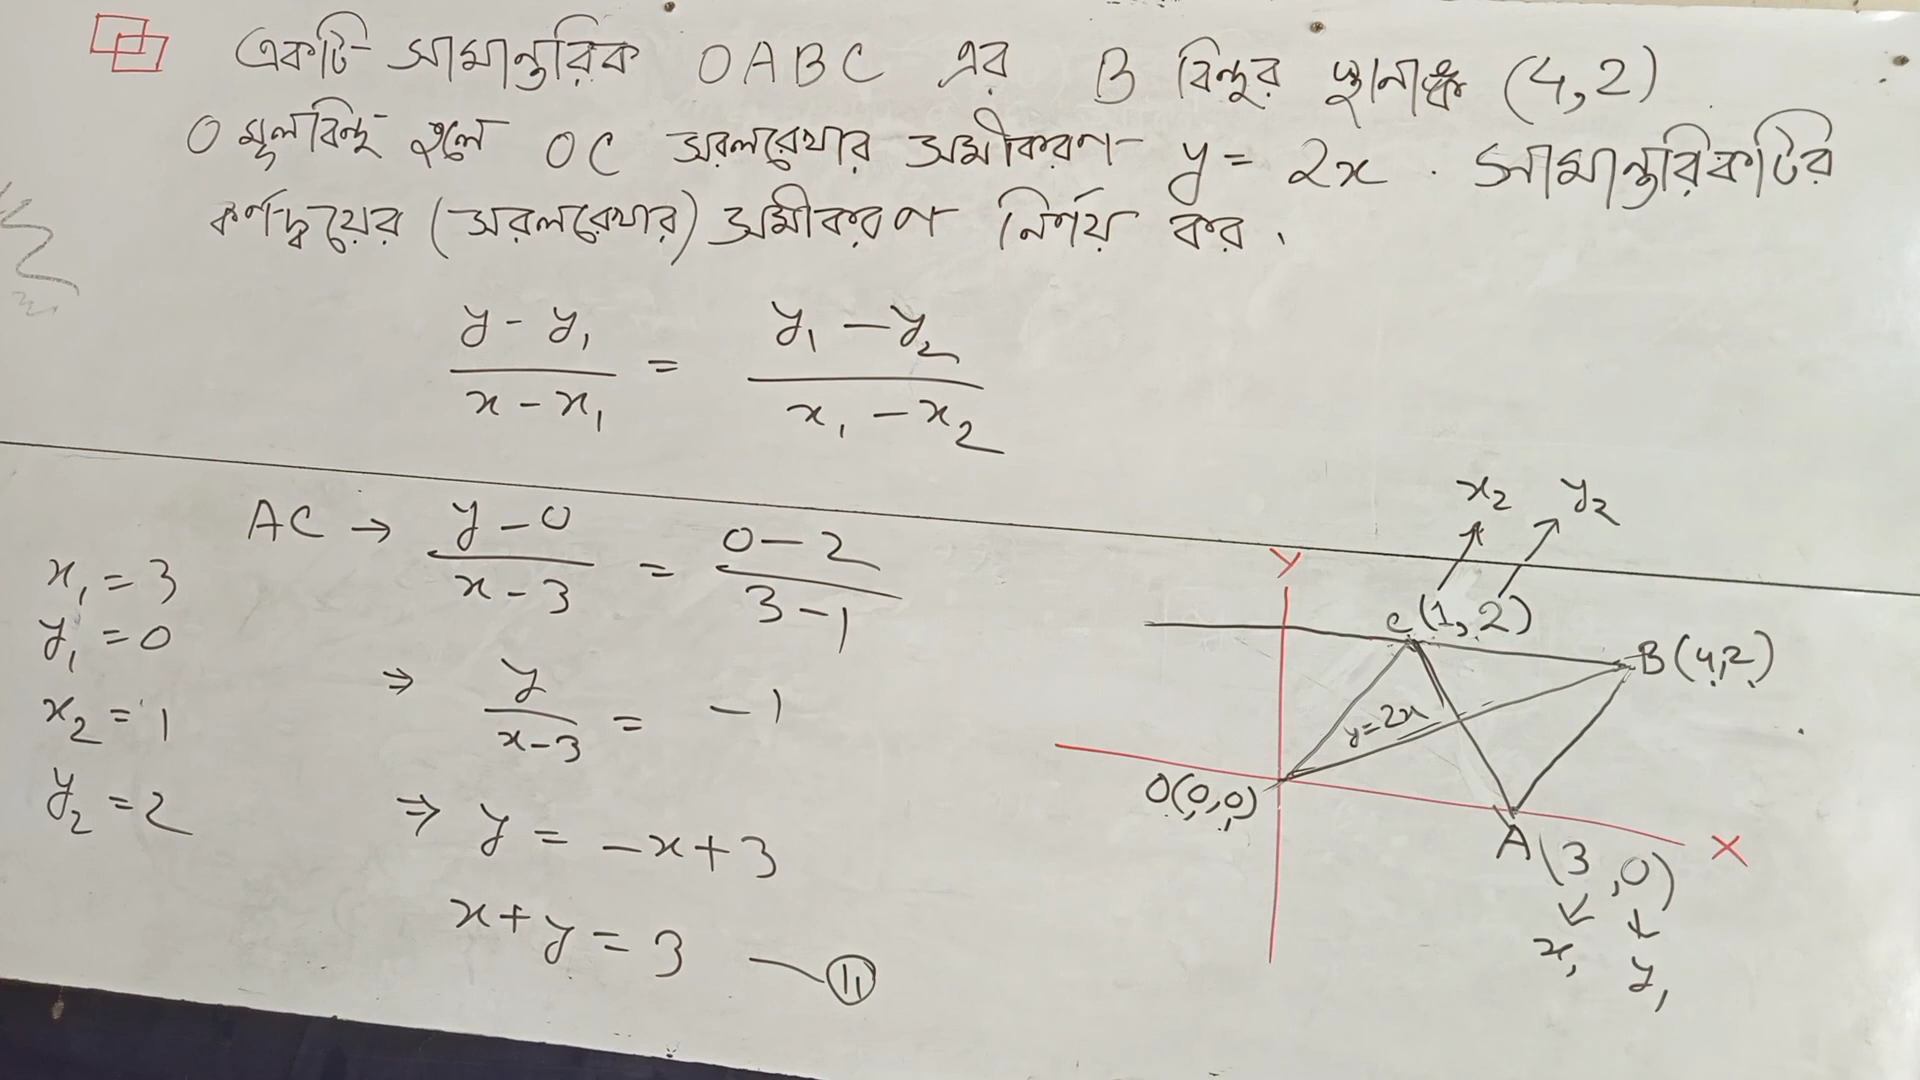 একটি সামান্তরিক OABC এর B বিন্দুর স্থানাঙ্ক (4,2)
O মূলবিন্দু হলে OC সরলরেখার সমীকরণ y = 2x . সামান্তরিকটির
কর্ণদ্বয়ের (সরলরেখার) সমীকরণ নির্ণয় কর .
y - y₁ / x - x₁ = y₁ - y₂ / x₁ - x₂
AC → y - 0 / x - 3 = 0 - 2 / 3 - 1
x₁ = 3
y₁ = 0
x₂ = 1
y₂ = 2
⇒ y / x-3 = -1
⇒ y = -x+3
x+y = 3 — (II)
x₂ y₂
Y
C (1, 2)
B (4,2)
y=2x
O(0,0)
A (3 ,0)
X
x₁ y₁